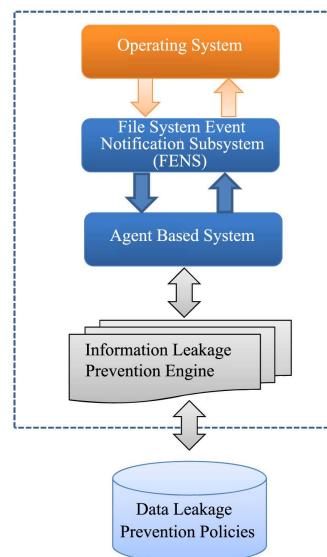 Operating System
File System Event
Notification Subsystem
(FENS)
Agent Based System
Information Leakage
Prevention Engine
Data Leakage
Prevention Policies